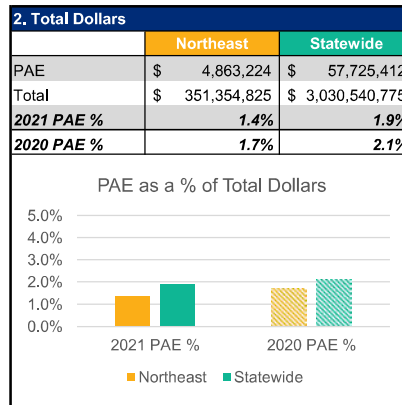 2. Total Dollars
Northeast Statewide
PAE $ 4,863,224 $ 57,725,412
Total $ 351,354,825 $ 3,030,540,775
2021 PAE % 1.4% 1.9%
2020 PAE % 1.7% 2.1%
PAE as a % of Total Dollars
5.0%
4.0%
3.0%
2.0%
1.0%
0.0%
2021 PAE % 2020 PAE %
Northeast Statewide